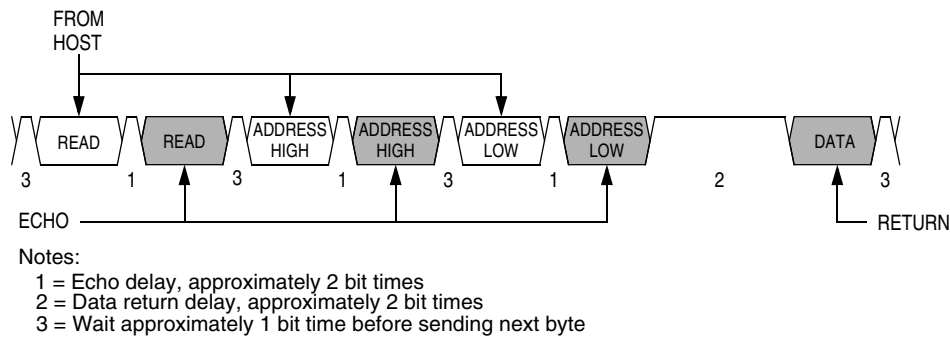 FROM
HOST
READ
READ
ADDRESS
HIGH
ADDRESS
HIGH
ADDRESS
LOW
ADDRESS
LOW
DATA
3 1 3 1 3 1 2 3
ECHO
RETURN
Notes:
1 = Echo delay, approximately 2 bit times
2 = Data return delay, approximately 2 bit times
3 = Wait approximately 1 bit time before sending next byte